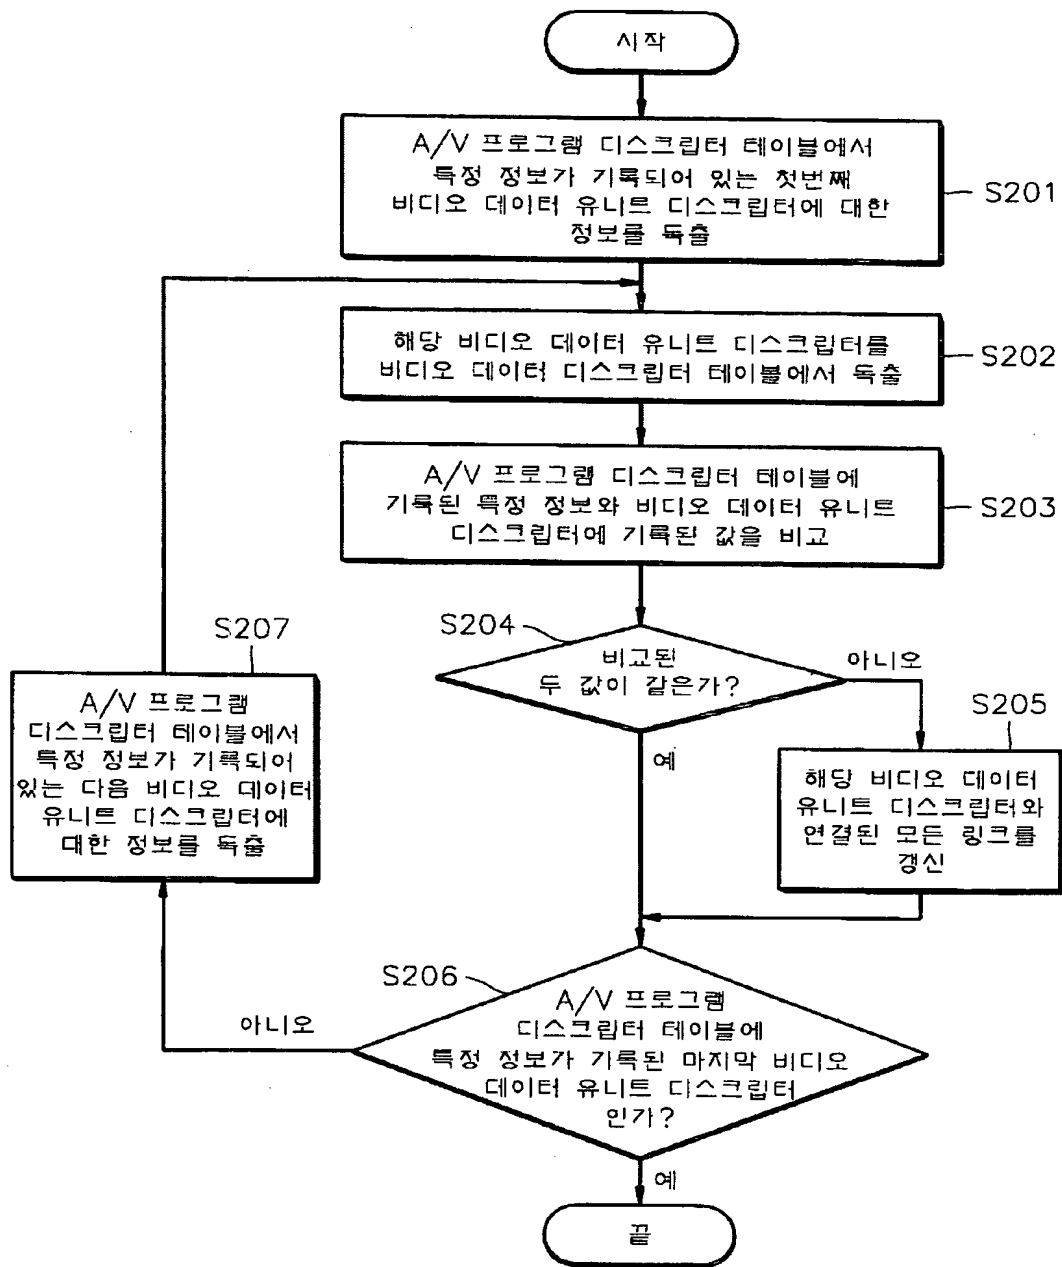 시작
A/V 프로그램 디스크립터 테이블에서
특정 정보가 기록되어 있는 첫번째
비디오 데이터 유니트 디스크립터에 대한
정보를 독출
S201
해당 비디오 데이터 유니트 디스크립터를
비디오 데이터 디스크립터 테이블에서 독출
S202
A/V 프로그램 디스크립터 테이블에
기록된 특정 정보와 비디오 데이터 유니트
디스크립터에 기록된 값을 비교
S203
S204
비교된
두 값이 같은가?
아니오
예
S205
해당 비디오 데이터
유니트 디스크립터와
연결된 모든 링크를
갱신
S207
A/V 프로그램
디스크립터 테이블에서
특정 정보가 기록되어
있는 다음 비디오 데이터
유니트 디스크립터에
대한 정보를 독출
S206
A/V 프로그램
디스크립터 테이블에
특정 정보가 기록된 마지막 비디오
데이터 유니트 디스크립터
인가?
아니오
예
끝